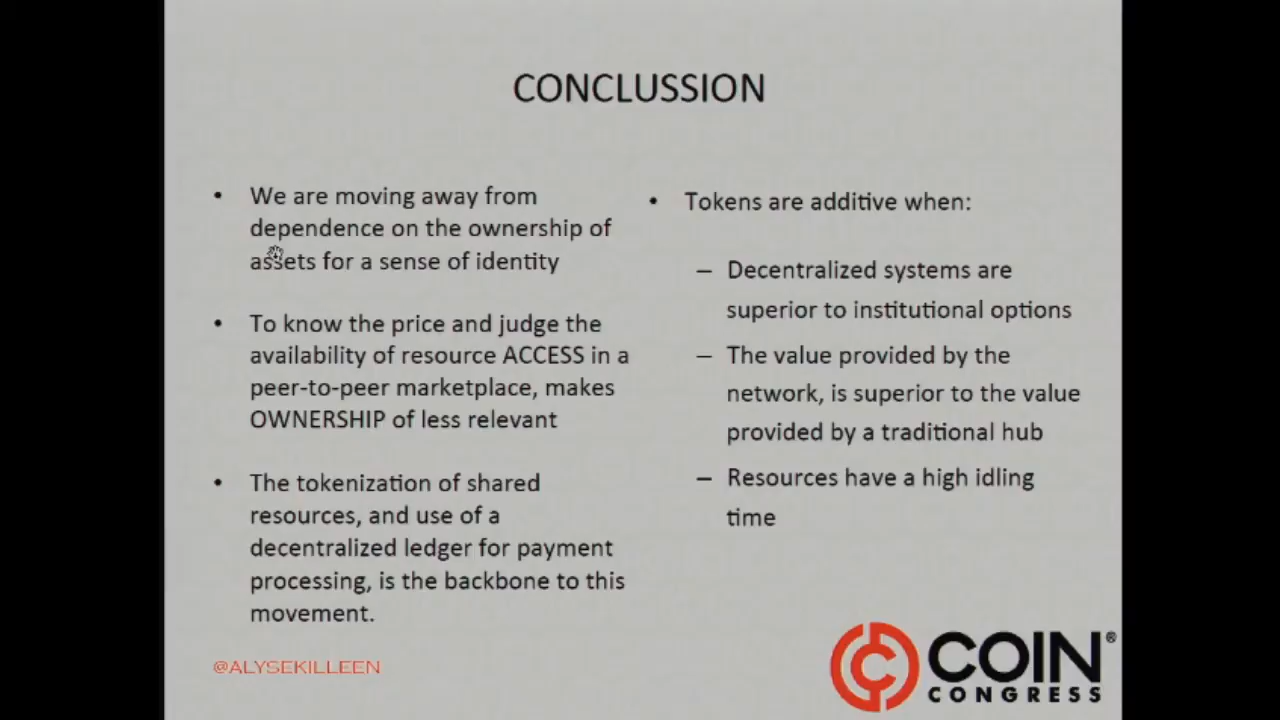 CONCLUSSION
• We are moving away from
dependence on the ownership of
assets for a sense of identity
• To know the price and judge the
availability of resource ACCESS in a
peer-to-peer marketplace, makes
OWNERSHIP of less relevant
• The tokenization of shared
resources, and use of a
decentralized ledger for payment
processing, is the backbone to this
movement.
• Tokens are additive when:
– Decentralized systems are
superior to institutional options
– The value provided by the
network, is superior to the value
provided by a traditional hub
– Resources have a high idling
time
@ALYSEKILLEEN
COIN®
CONGRESS